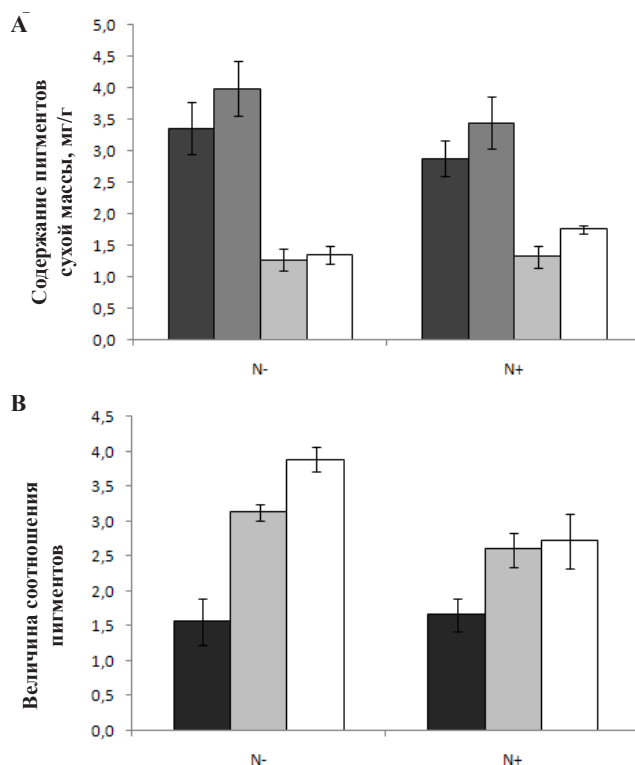 A
5,0
4,5
4,0
3,5
3,0
2,5
2,0
1,5
1,0
0,5
0,0
Содержание пигментов
сухой массы, мг/г
N- N+
B
4,5
4,0
3,5
3,0
2,5
2,0
1,5
1,0
0,5
0,0
Величина соотношения
пигментов
N- N+